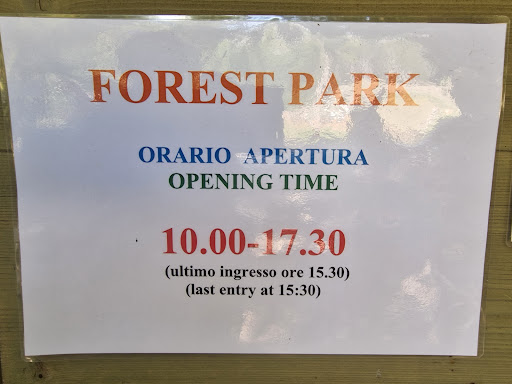 FOREST PARK
ORARIO APERTURA
OPENING TIME
10.00-17.30
(ultimo ingresso ore 15.30)
(last entry at 15:30)